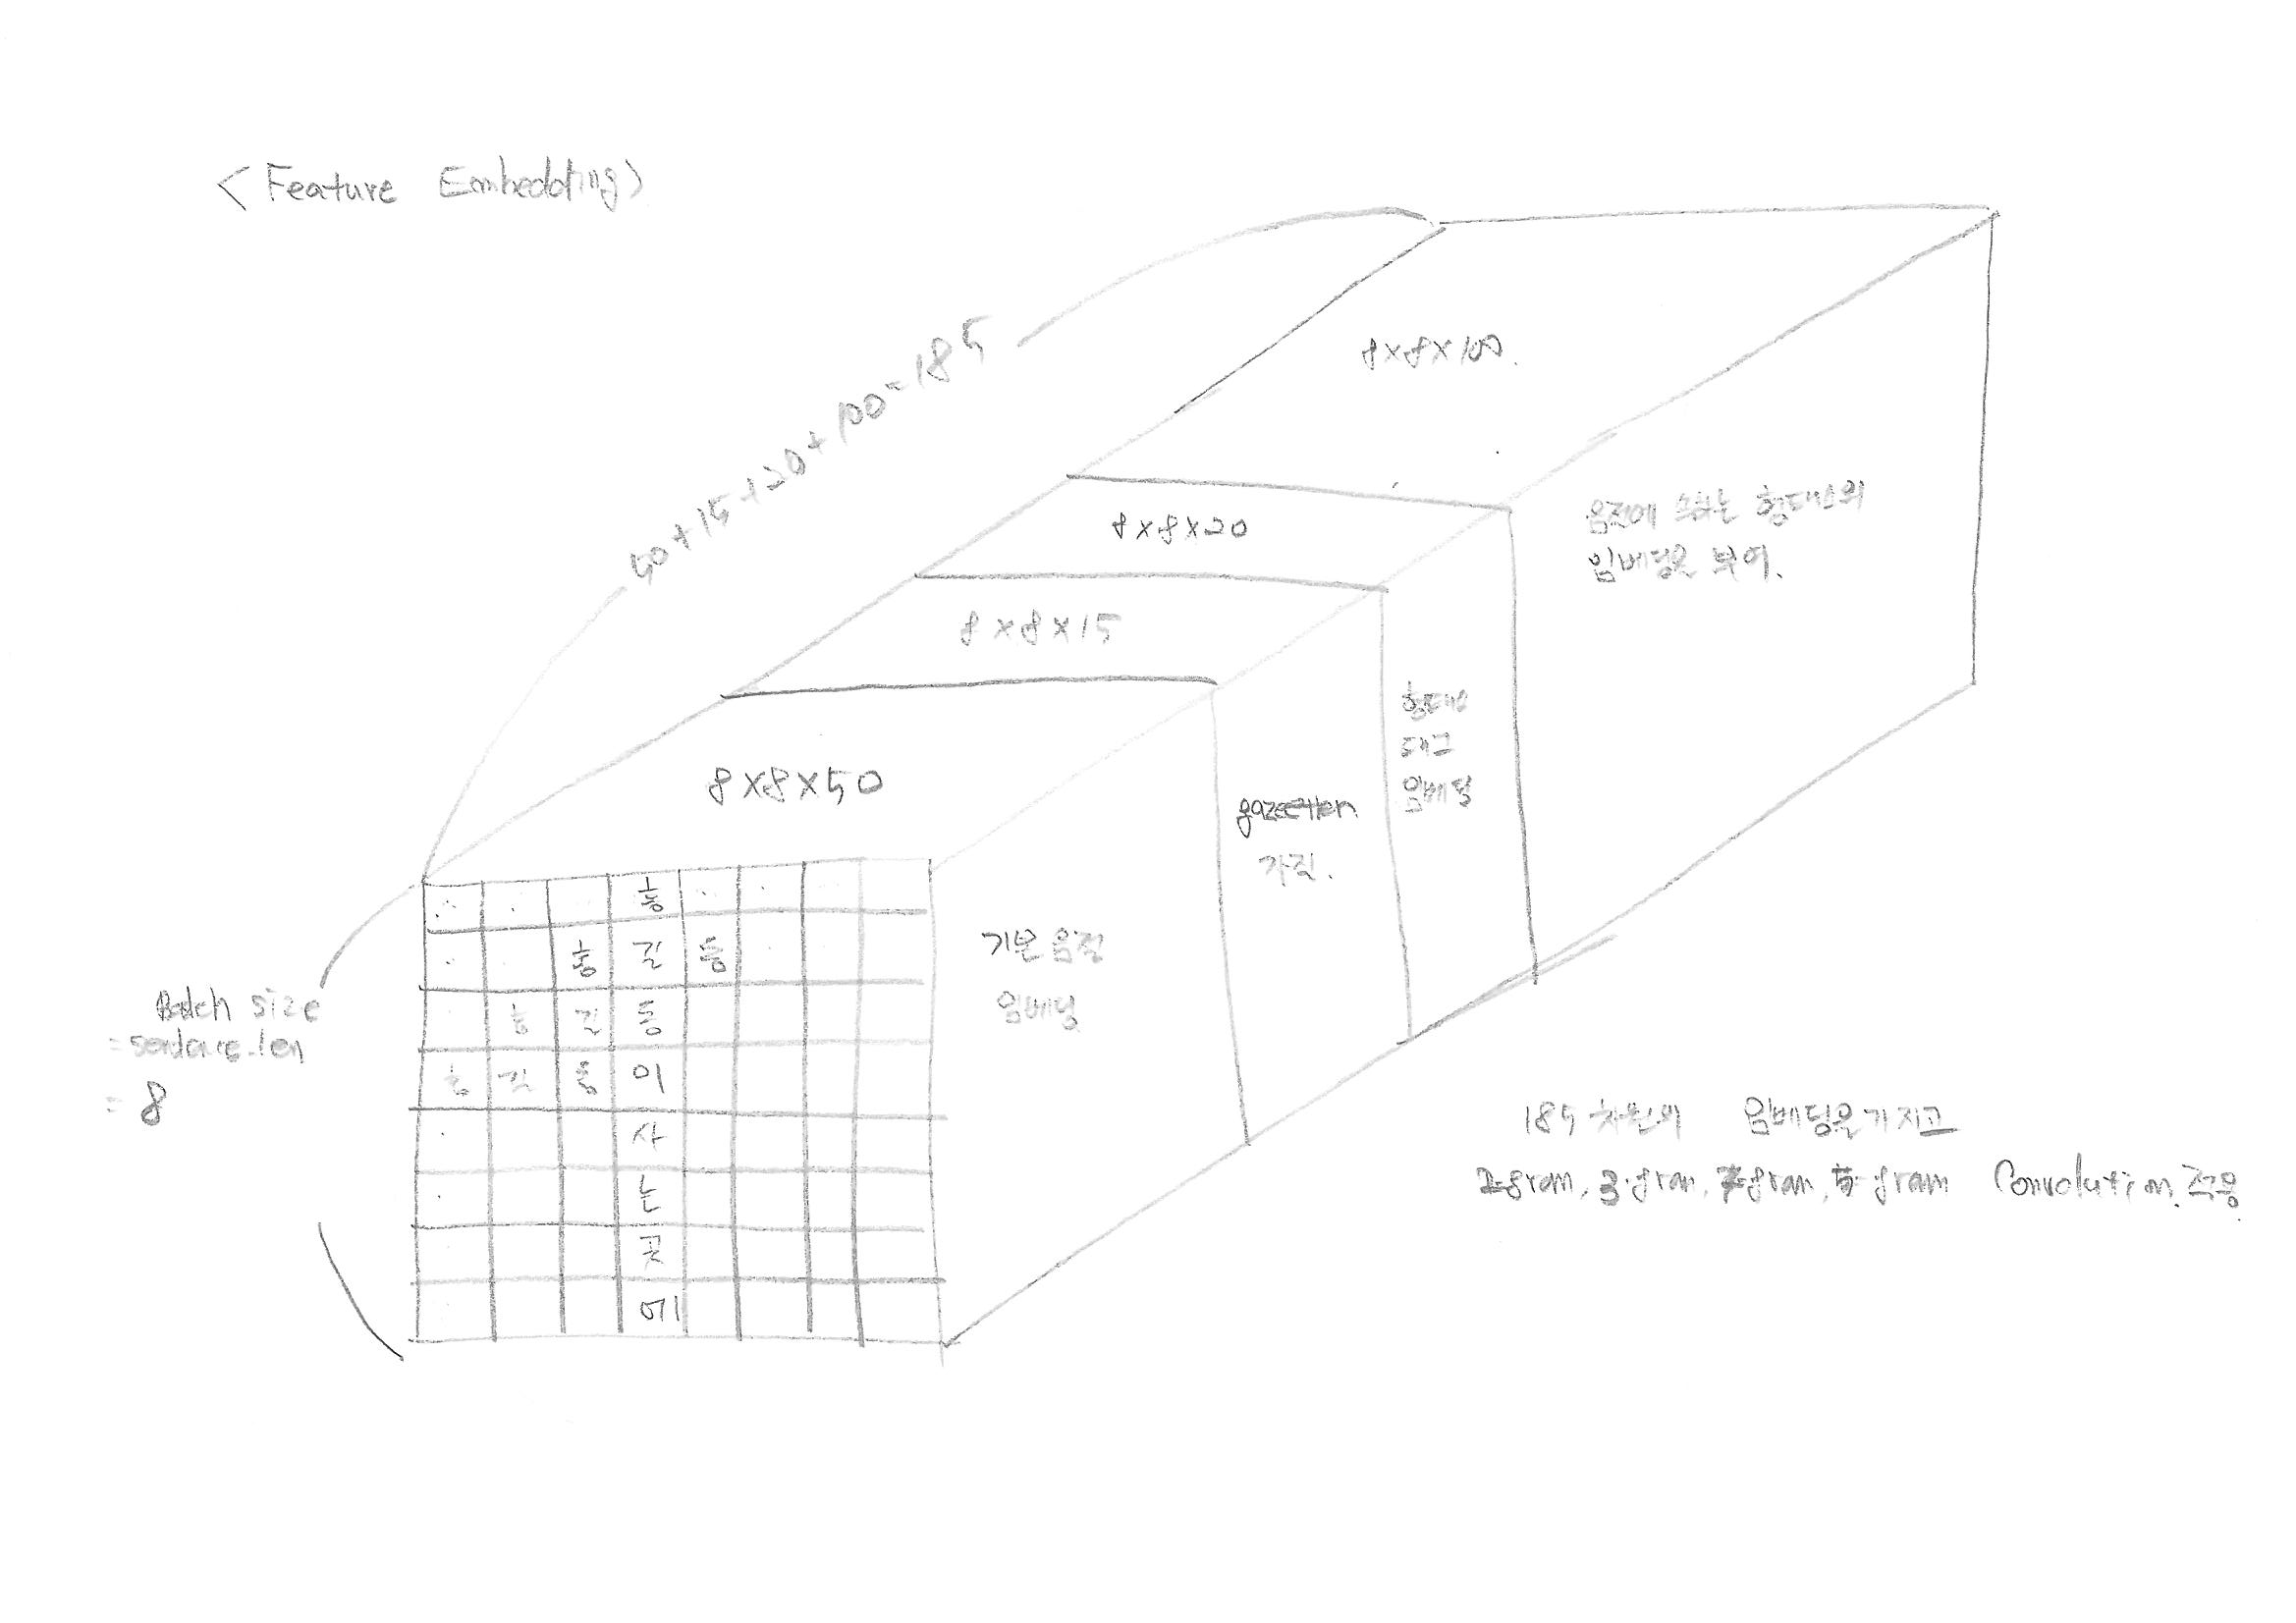 <Feature Embedding>
50+15+20+100=185
8×8×100.
8×8×20
8×8×15
8×8×50
음절에 속하는 형태소의
임베딩을 부여.
형태소
태그
임베딩
gazetteer
자질.
기본 음절
임베딩
홍
홍 길 동
홍 길 동
홍 길 동 이
사
는
곳
에
Batch size
=sentence_len
= 8
185 차원의 임베딩을 가지고
2-gram, 3-gram, 4-gram, 5-gram Convolution. 적용